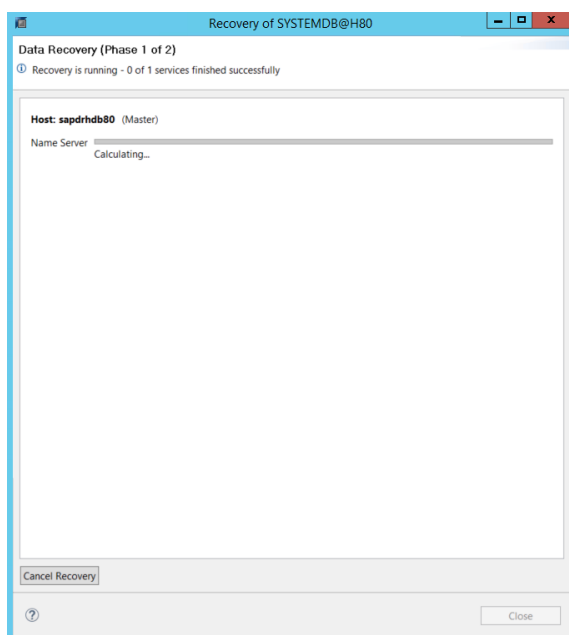 Recovery of SYSTEMDB@H80
Data Recovery (Phase 1 of 2)
Recovery is running - 0 of 1 services finished successfully
Host: sapdrhdb80 (Master)
Name Server
Calculating...
Cancel Recovery
Close